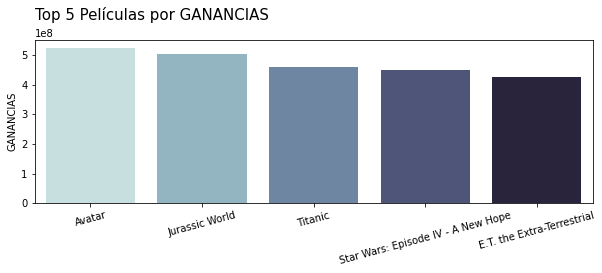 Top 5 Películas por GANANCIAS
1e8
5
4
3
2
1
0
GANANCIAS
Avatar
Jurassic World
Titanic
Star Wars: Episode IV - A New Hope
E.T. the Extra-Terrestrial